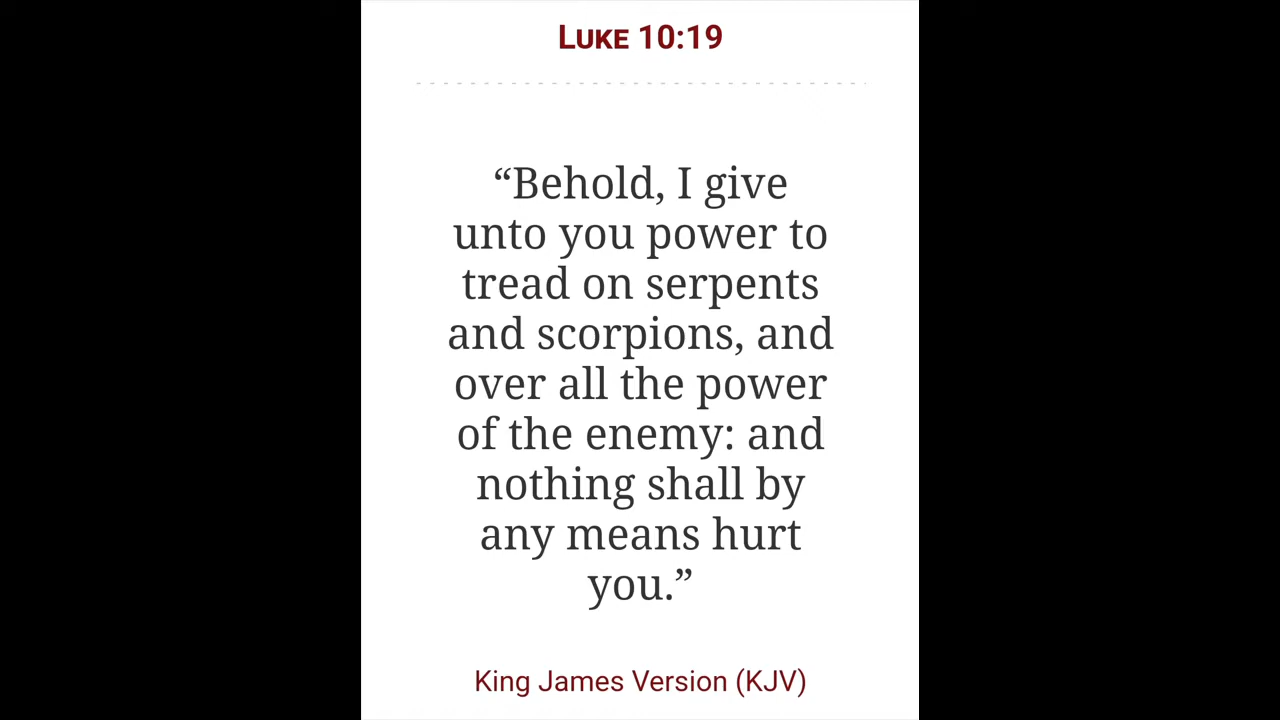 LUKE 10:19
“Behold, I give
unto you power to
tread on serpents
and scorpions, and
over all the power
of the enemy: and
nothing shall by
any means hurt
you.”
King James Version (KJV)